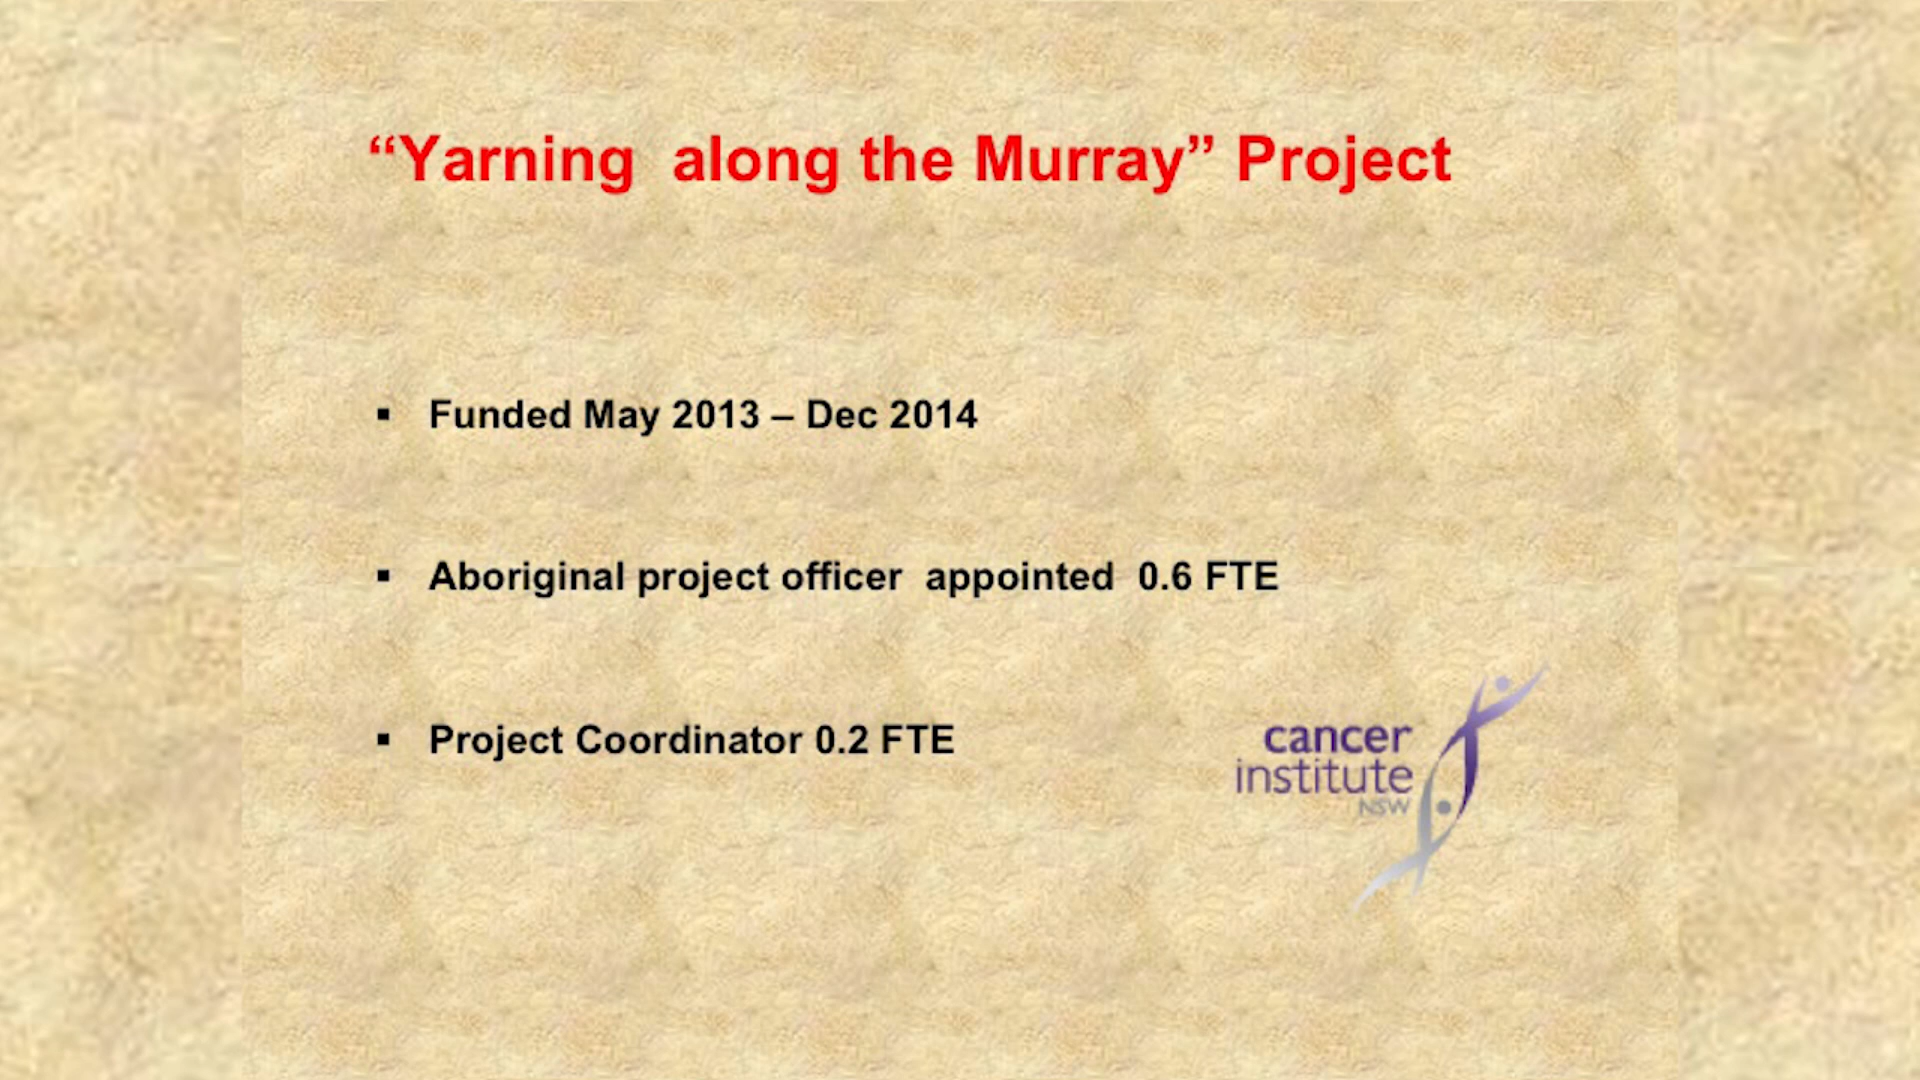 “Yarning along the Murray” Project
▪ Funded May 2013 – Dec 2014
▪ Aboriginal project officer appointed 0.6 FTE
▪ Project Coordinator 0.2 FTE
cancer
institute
NSW